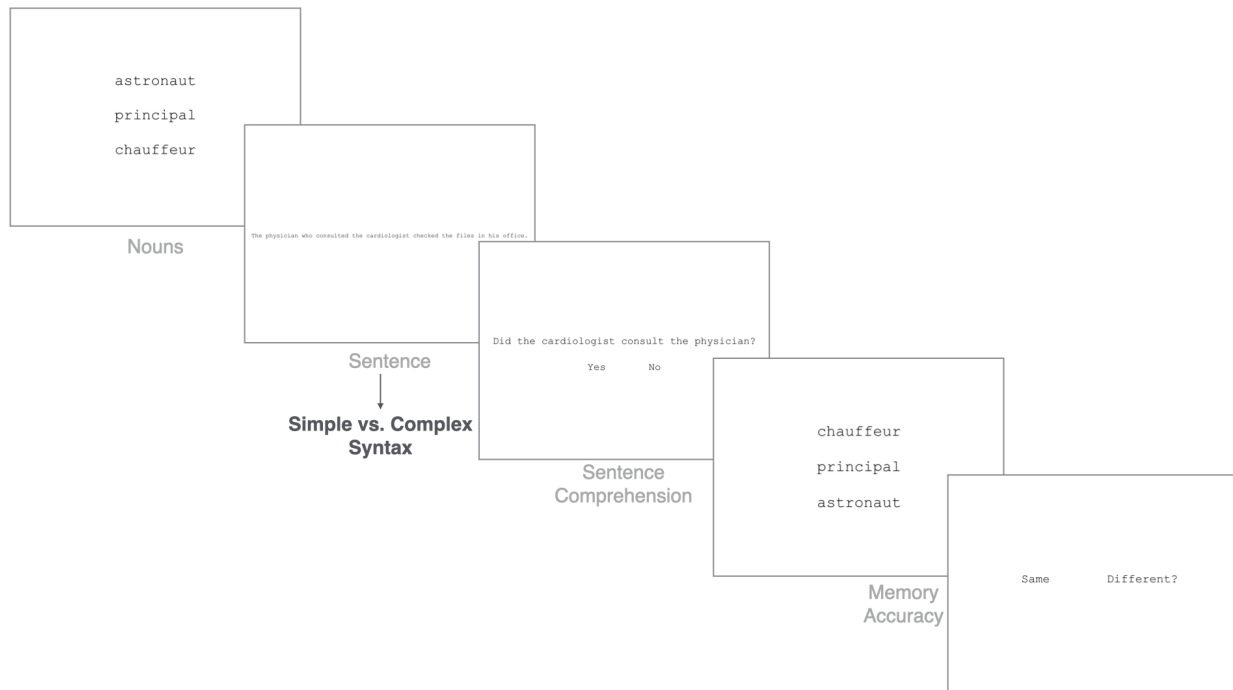 astronaut
principal
chauffeur
Nouns
The physician who consulted the cardiologist checked the files in his office.
Sentence
Simple vs. Complex
Syntax
Did the cardiologist consult the physician?
Yes No
Sentence
Comprehension
chauffeur
principal
astronaut
Memory
Accuracy
Same Different?